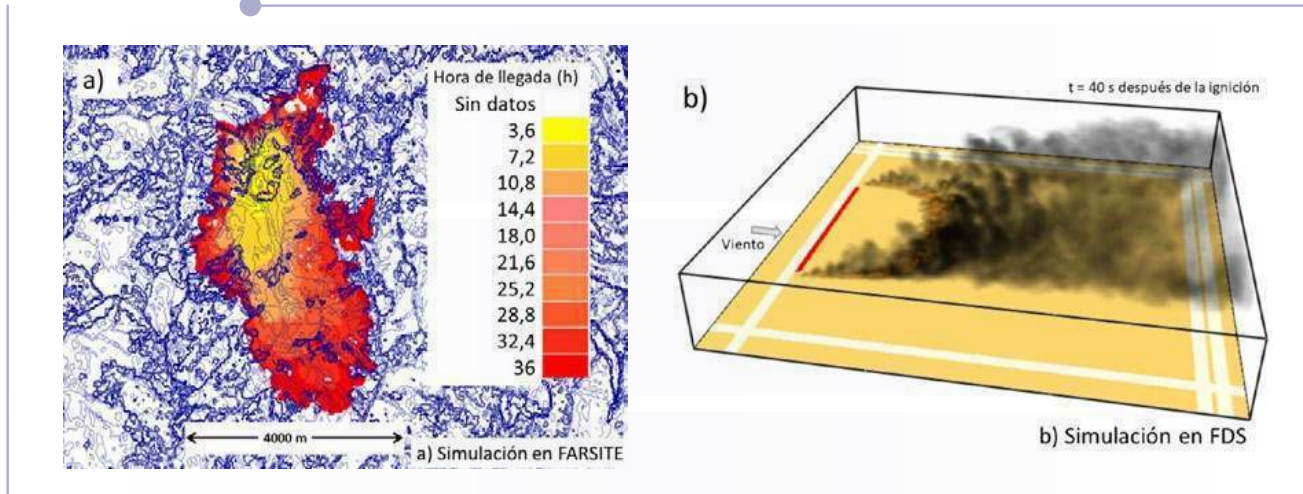 a)
Hora de llegada (h)
Sin datos
3,6
7,2
10,8
14,4
18,0
21,6
25,2
28,8
32,4
36
4000 m
a) Simulación en FARSITE
b)
t = 40 s después de la ignición
Viento
b) Simulación en FDS